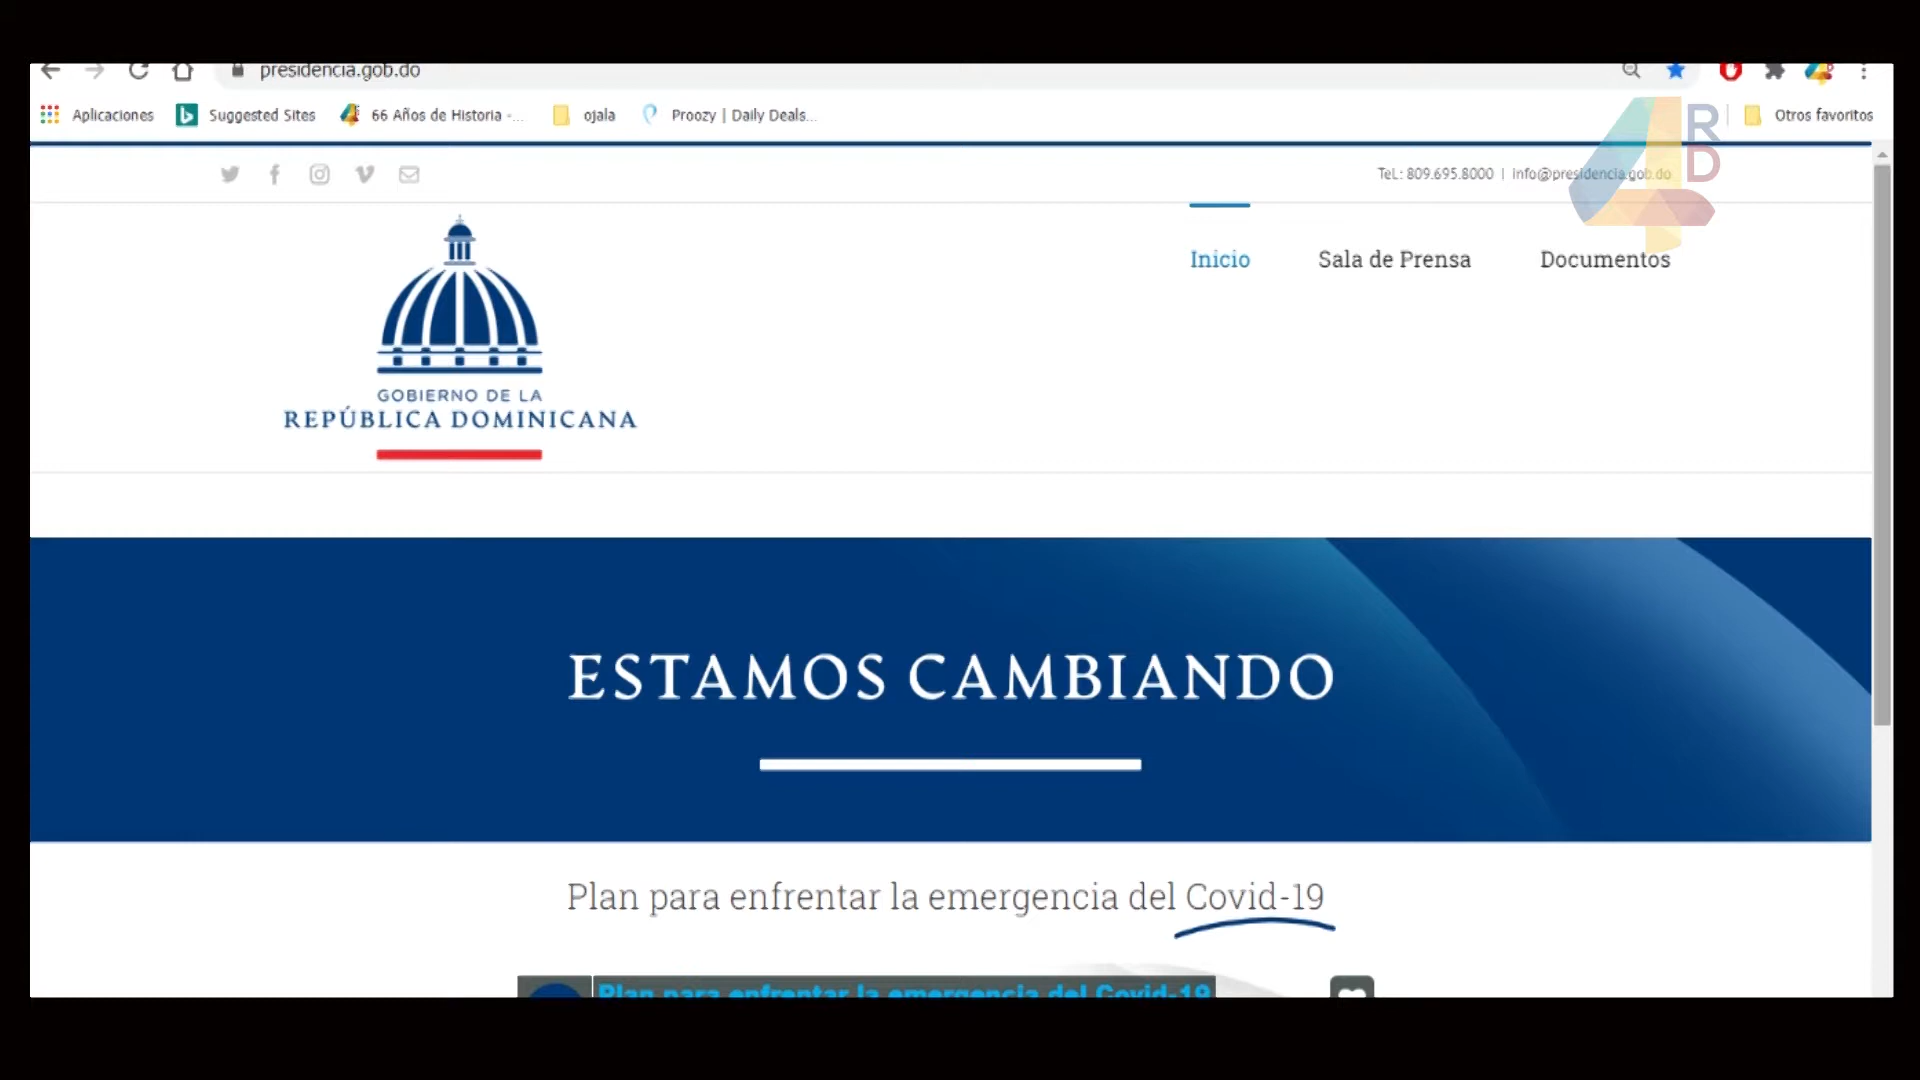 presidencia.gob.do
Aplicaciones
Suggested Sites
66 Años de Historia -...
ojala
Proozy | Daily Deals...
Otros favoritos
4 RD
Tel.: 809.695.8000 | info@presidencia.gob.do
GOBIERNO DE LA
REPÚBLICA DOMINICANA
Inicio
Sala de Prensa
Documentos
ESTAMOS CAMBIANDO
Plan para enfrentar la emergencia del Covid-19
Plan para enfrentar la emergencia del Covid-19